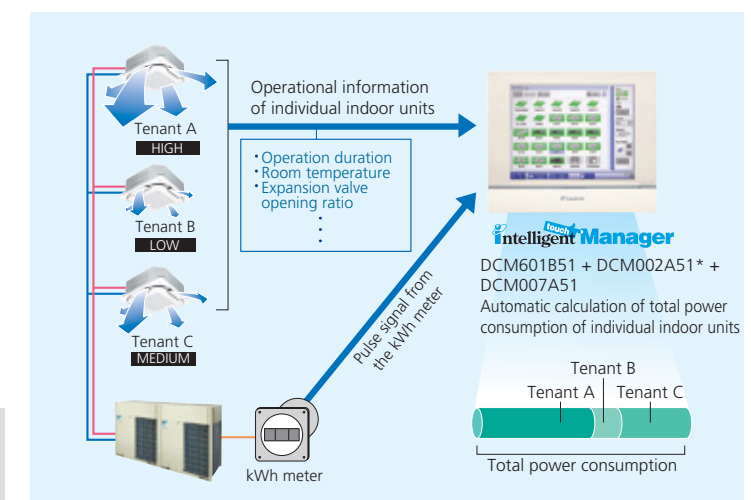 Operational information
of individual indoor units
Tenant A
HIGH
• Operation duration
• Room temperature
• Expansion valve
opening ratio
Tenant B
LOW
Tenant C
MEDIUM
Pulse signal from
the kWh meter
kWh meter
DAIKIN
intelligent touch Manager
DCM601B51 + DCM002A51* +
DCM007A51
Automatic calculation of total power
consumption of individual indoor units
Tenant B
Tenant A Tenant C
Total power consumption